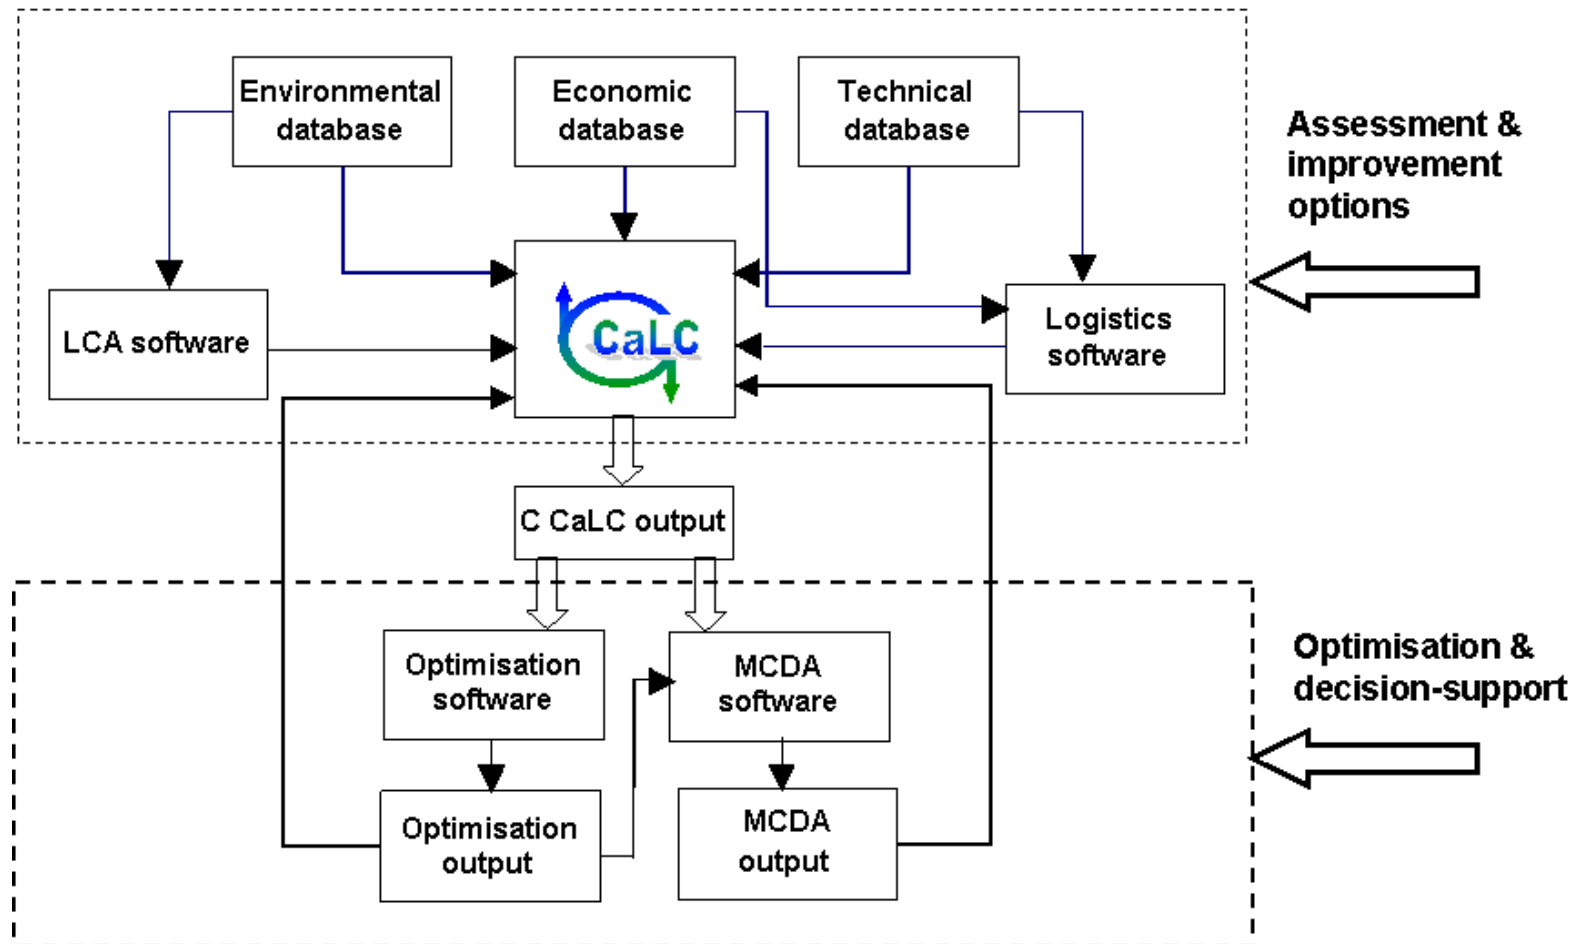 Environmental
database
Economic
database
Technical
database
Assessment &
improvement
options
LCA software
CaLC
Logistics
software
C CaLC output
Optimisation
software
MCDA
software
Optimisation &
decision-support
Optimisation
output
MCDA
output